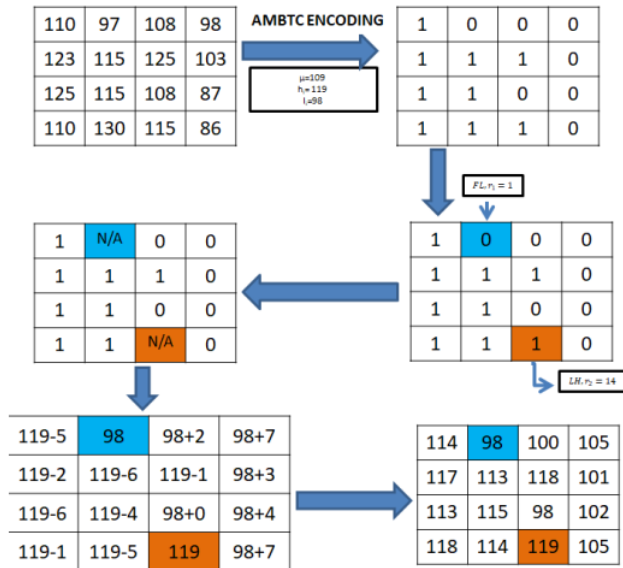 AMBTC ENCODING
110 97 108 98
123 115 125 103
125 115 108 87
110 130 115 86
μ=109
hᵢ=119
lᵢ=98
1 0 0 0
1 1 1 0
1 1 0 0
1 1 1 0
FL, r₁ = 1
1 0 0 0
1 1 1 0
1 1 0 0
1 1 1 0
LH, r₂ = 14
1 N/A 0 0
1 1 1 0
1 1 0 0
1 1 N/A 0
119-5 98 98+2 98+7
119-2 119-6 119-1 98+3
119-6 119-4 98+0 98+4
119-1 119-5 119 98+7
114 98 100 105
117 113 118 101
113 115 98 102
118 114 119 105